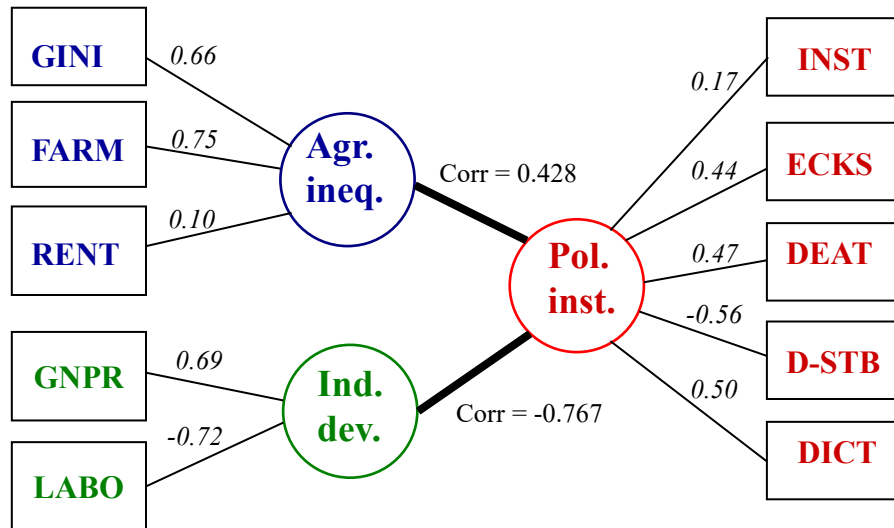 GINI
0.66
FARM
0.75
RENT
0.10
Agr.
ineq.
Corr = 0.428
GNPR
0.69
LABO
-0.72
Ind.
dev.
Corr = -0.767
Pol.
inst.
INST
0.17
ECKS
0.44
DEAT
0.47
D-STB
-0.56
DICT
0.50